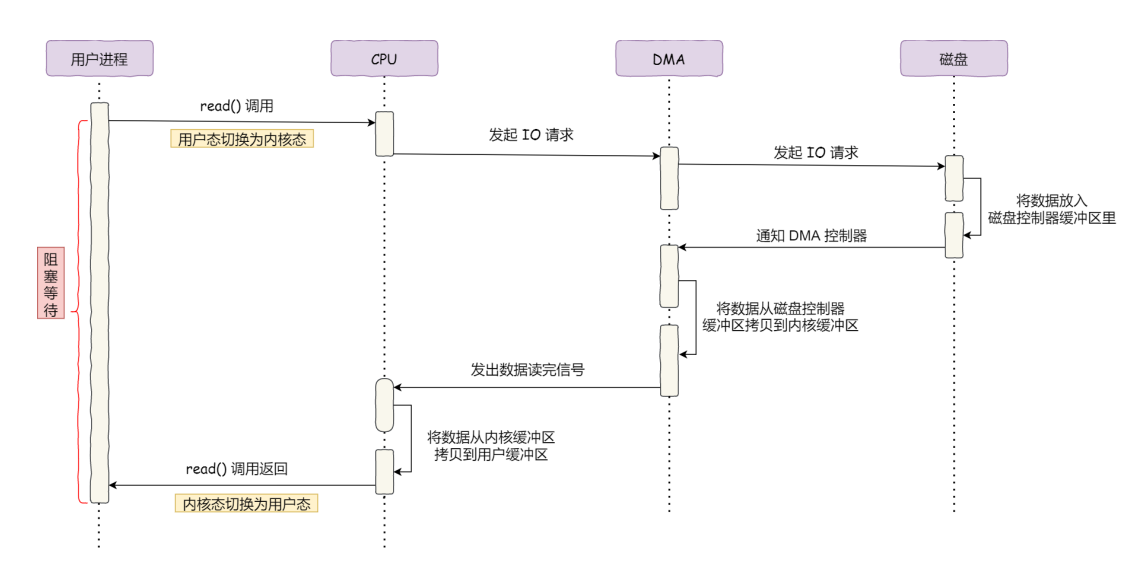 用户进程
CPU
DMA
磁盘
read() 调用
用户态切换为内核态
发起 IO 请求
发起 IO 请求
将数据放入
磁盘控制器缓冲区里
通知 DMA 控制器
阻塞等待
将数据从磁盘控制器
缓冲区拷贝到内核缓冲区
发出数据读完信号
将数据从内核缓冲区
拷贝到用户缓冲区
read() 调用返回
内核态切换为用户态